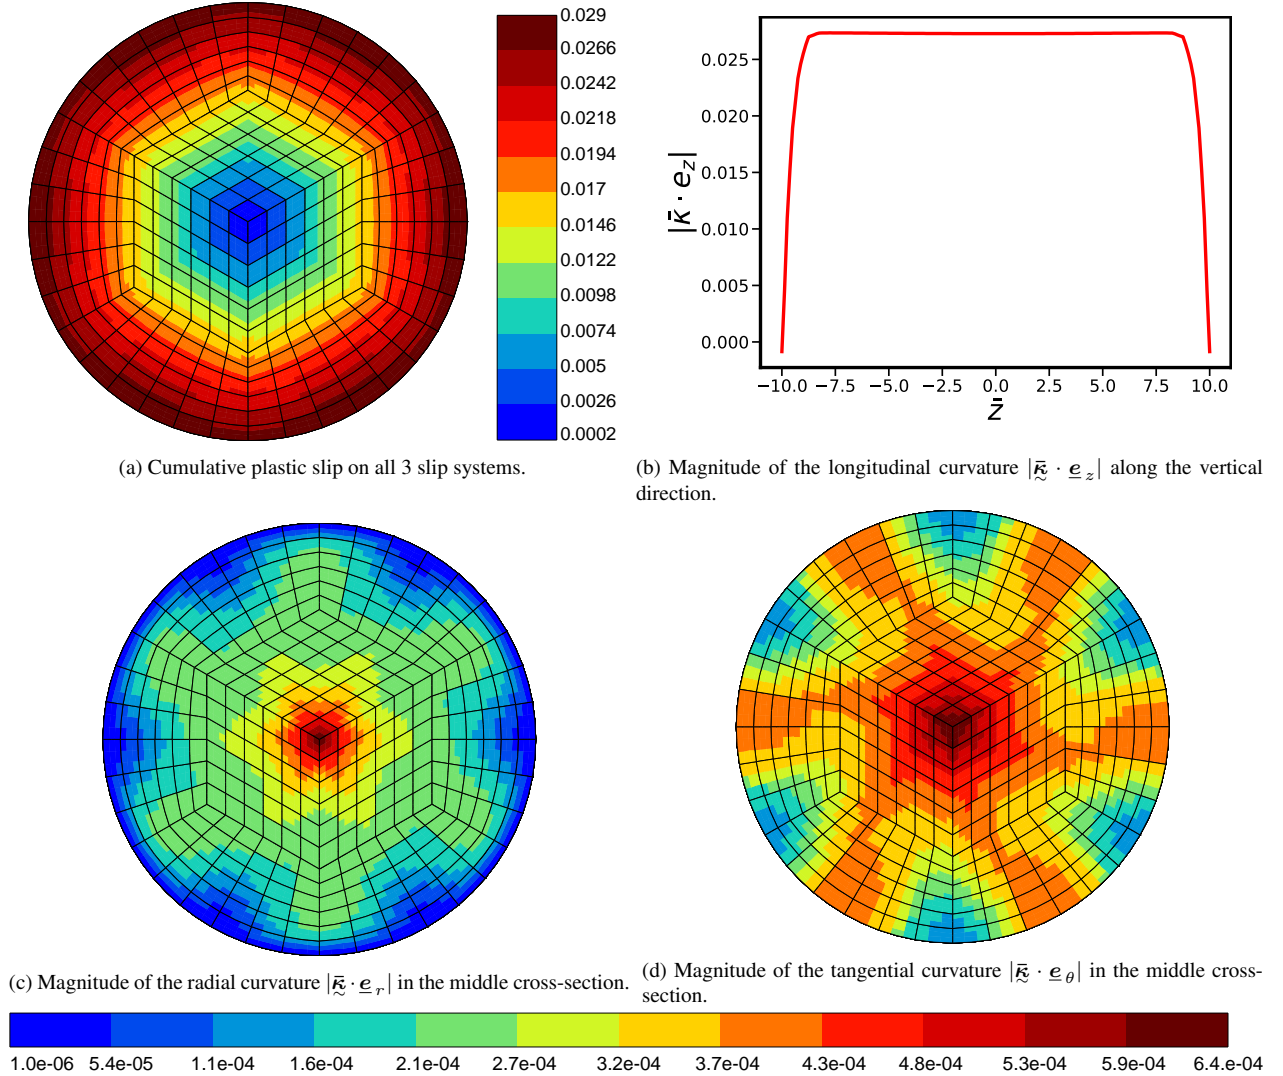 0.029
0.0266
0.0242
0.0218
0.0194
0.017
0.0146
0.0122
0.0098
0.0074
0.005
0.0026
0.0002
0.025
0.020
0.015
0.010
0.005
0.000
|κ̄ · e_z|
−10.0 −7.5 −5.0 −2.5 0.0 2.5 5.0 7.5 10.0
z̄
(a) Cumulative plastic slip on all 3 slip systems.
(b) Magnitude of the longitudinal curvature |κ̄ · e_z| along the vertical
direction.
(c) Magnitude of the radial curvature |κ̄ · e_r| in the middle cross-section.
(d) Magnitude of the tangential curvature |κ̄ · e_θ| in the middle cross-
section.
1.0e-06 5.4e-05 1.1e-04 1.6e-04 2.1e-04 2.7e-04 3.2e-04 3.7e-04 4.3e-04 4.8e-04 5.3e-04 5.9e-04 6.4e-04